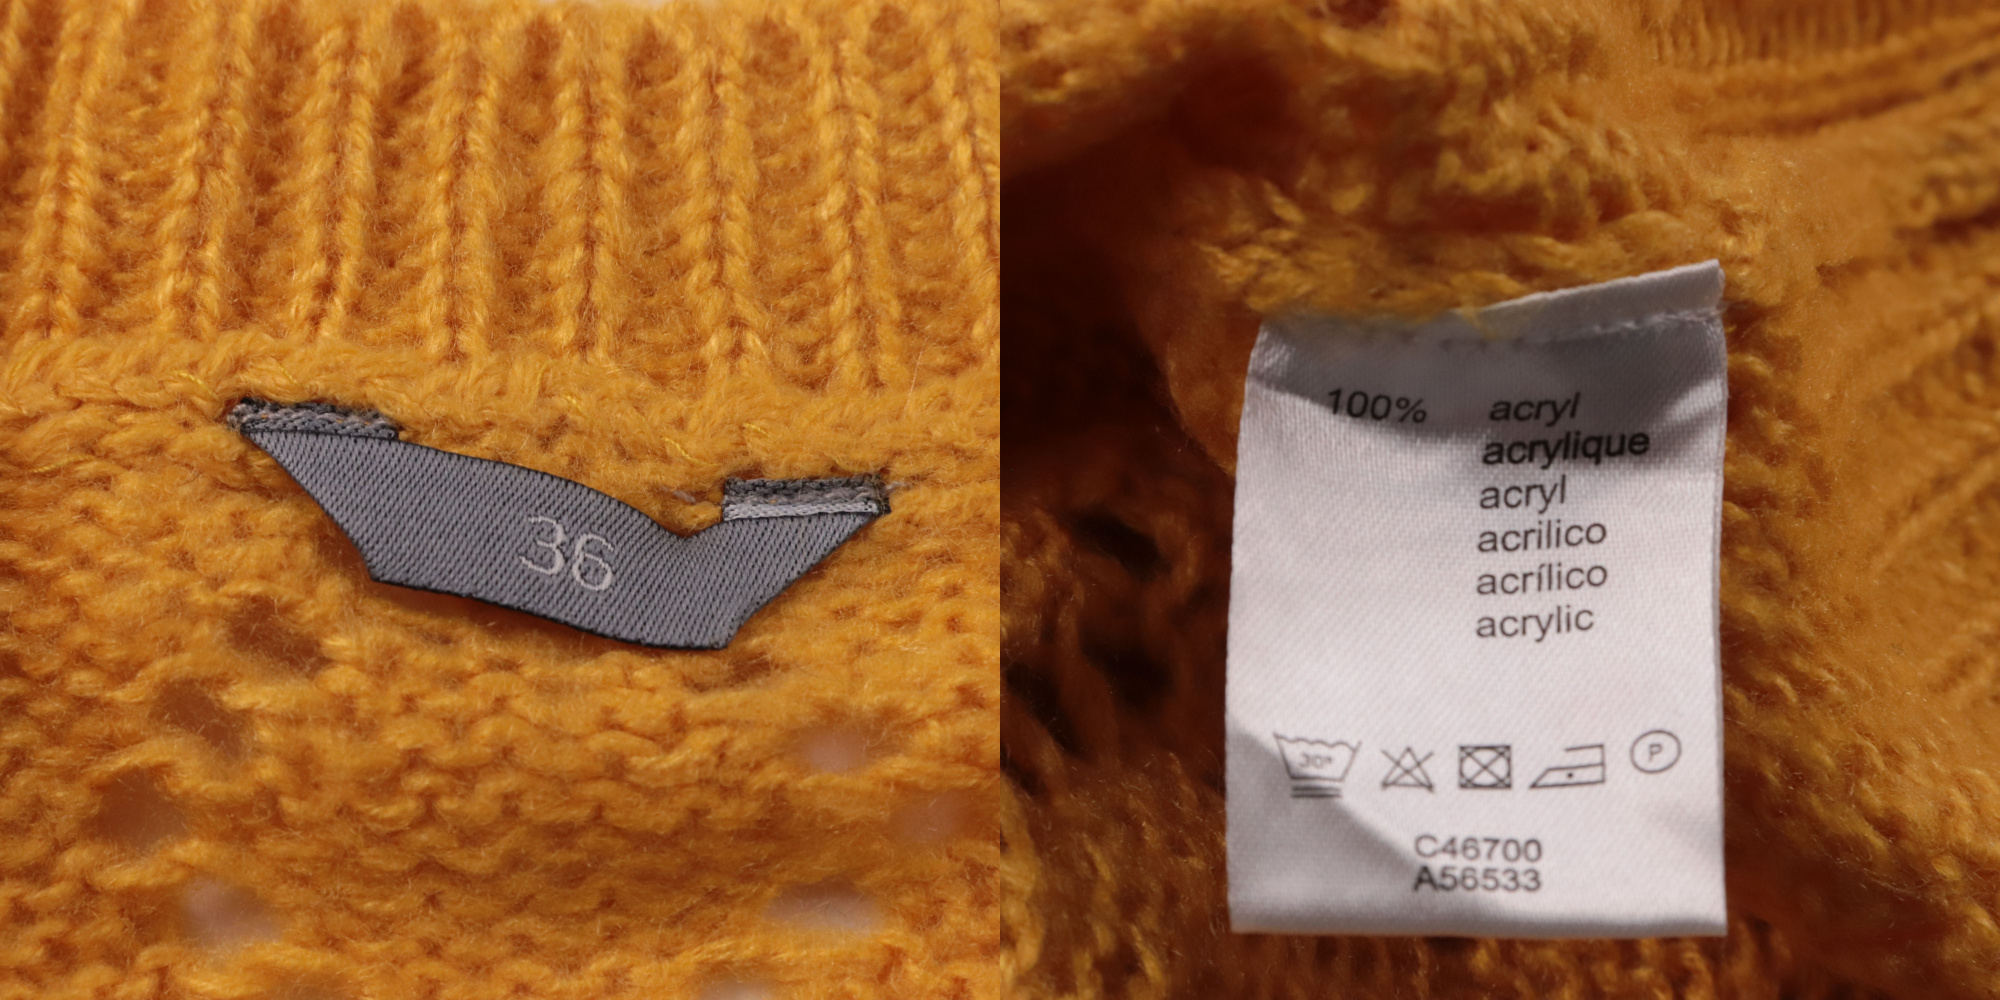 36
100% acryl
acrylique
acryl
acrilico
acrílico
acrylic
30°
P
C46700
A56533